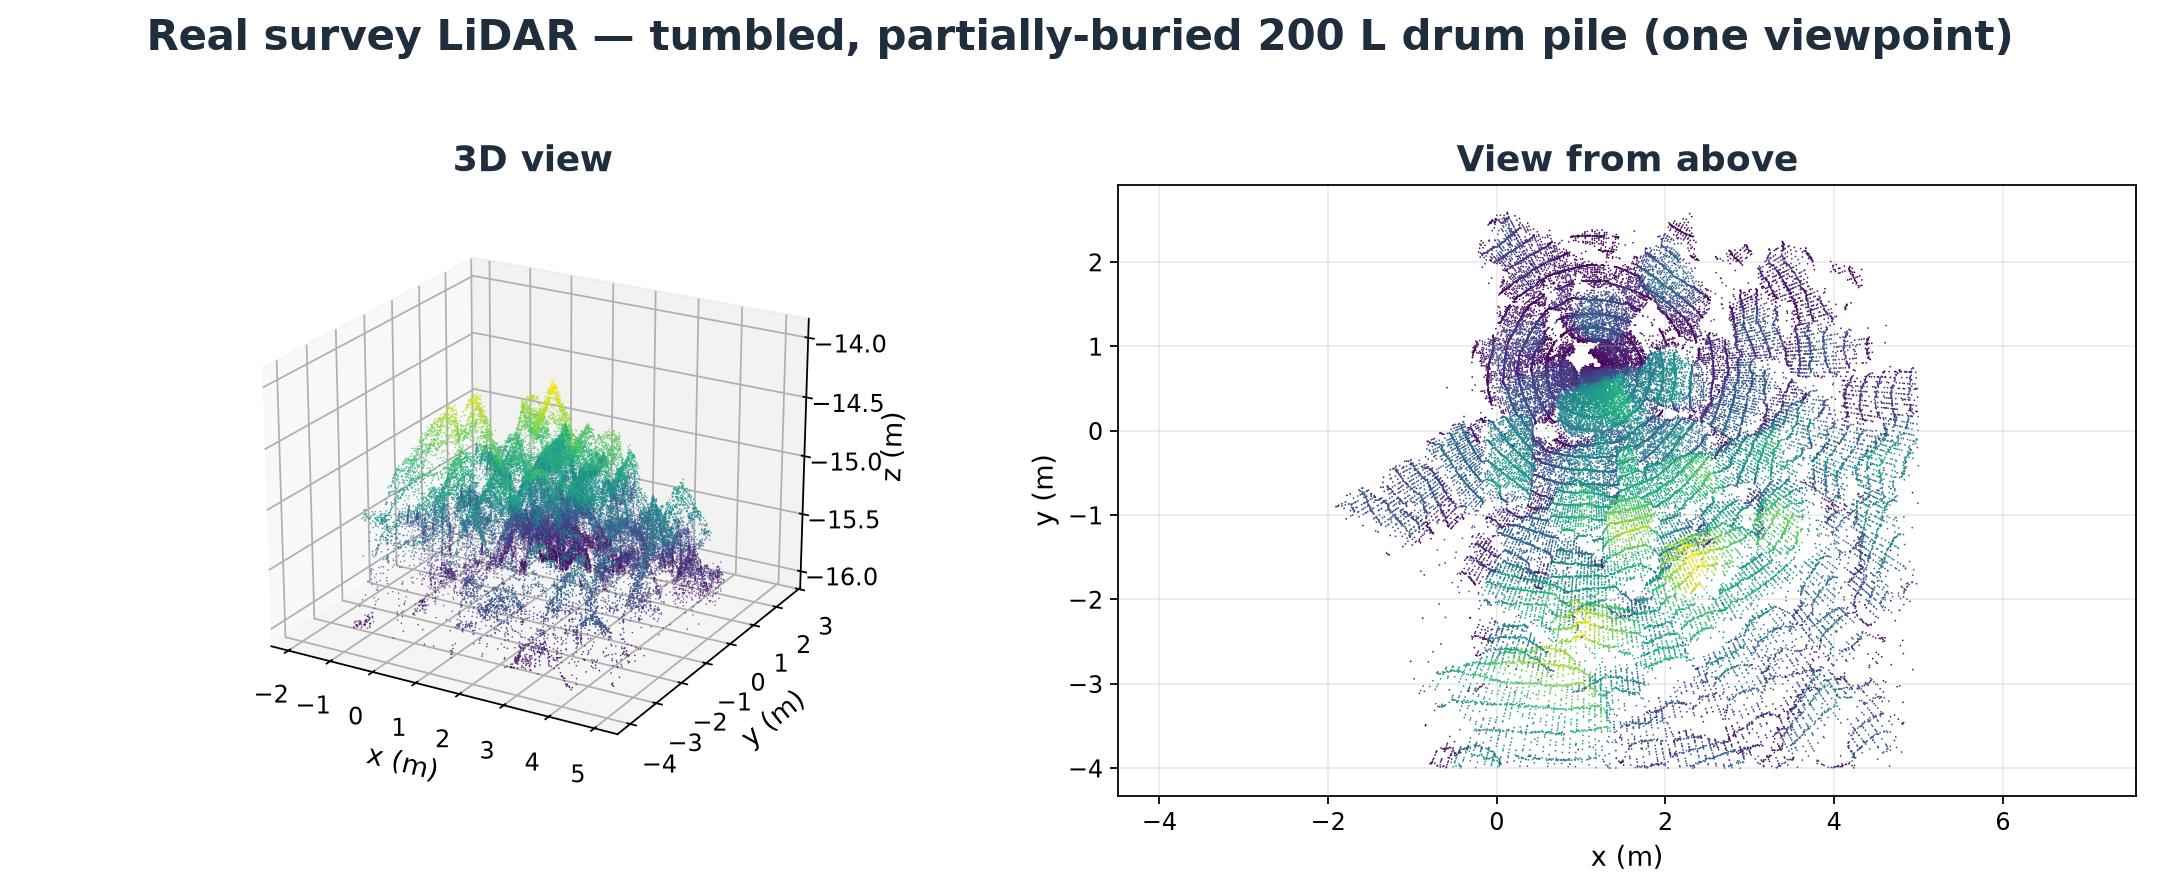 Real survey LiDAR — tumbled, partially-buried 200 L drum pile (one viewpoint)
3D view
−14.0
−14.5
−15.0
−15.5
−16.0
z (m)
−2 −1 0 1 2 3 4 5
x (m)
−4 −3 −2 −1 0 1 2 3
y (m)
View from above
2
1
0
−1
−2
−3
−4
y (m)
−4 −2 0 2 4 6
x (m)